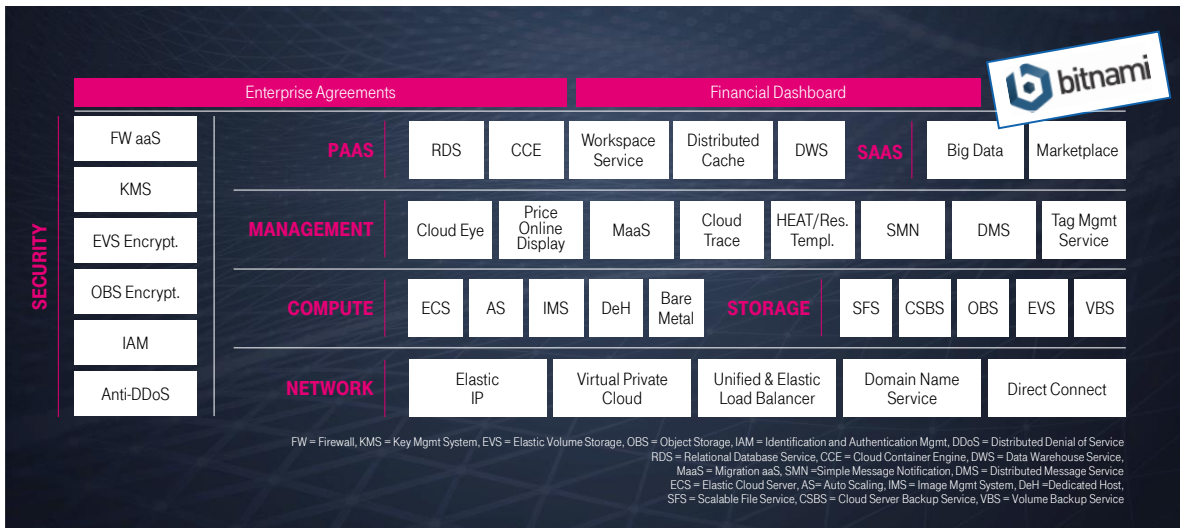 bitnami
Enterprise Agreements
Financial Dashboard
SECURITY
FW aaS
KMS
EVS Encrypt.
OBS Encrypt.
IAM
Anti-DDoS
PAAS
RDS
CCE
Workspace
Service
Distributed
Cache
DWS
SAAS
Big Data
Marketplace
MANAGEMENT
Cloud Eye
Price
Online
Display
MaaS
Cloud
Trace
HEAT/Res.
Templ.
SMN
DMS
Tag Mgmt
Service
COMPUTE
ECS
AS
IMS
DeH
Bare
Metal
STORAGE
SFS
CSBS
OBS
EVS
VBS
NETWORK
Elastic
IP
Virtual Private
Cloud
Unified & Elastic
Load Balancer
Domain Name
Service
Direct Connect
FW = Firewall, KMS = Key Mgmt System, EVS = Elastic Volume Storage, OBS = Object Storage, IAM = Identification and Authentication Mgmt, DDoS = Distributed Denial of Service
RDS = Relational Database Service, CCE = Cloud Container Engine, DWS = Data Warehouse Service,
MaaS = Migration aaS, SMN =Simple Message Notification, DMS = Distributed Message Service
ECS = Elastic Cloud Server, AS= Auto Scaling, IMS = Image Mgmt System, DeH =Dedicated Host,
SFS = Scalable File Service, CSBS = Cloud Server Backup Service, VBS = Volume Backup Service